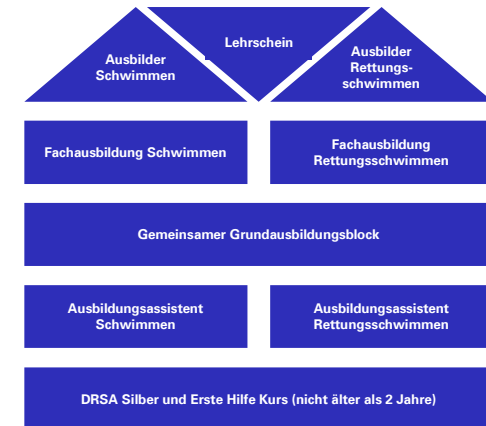 Ausbilder
Schwimmen
Lehrschein
Ausbilder
Rettungs-
schwimmen
Fachausbildung Schwimmen
Fachausbildung
Rettungsschwimmen
Gemeinsamer Grundausbildungsblock
Ausbildungsassistent
Schwimmen
Ausbildungsassistent
Rettungsschwimmen
DRSA Silber und Erste Hilfe Kurs (nicht älter als 2 Jahre)